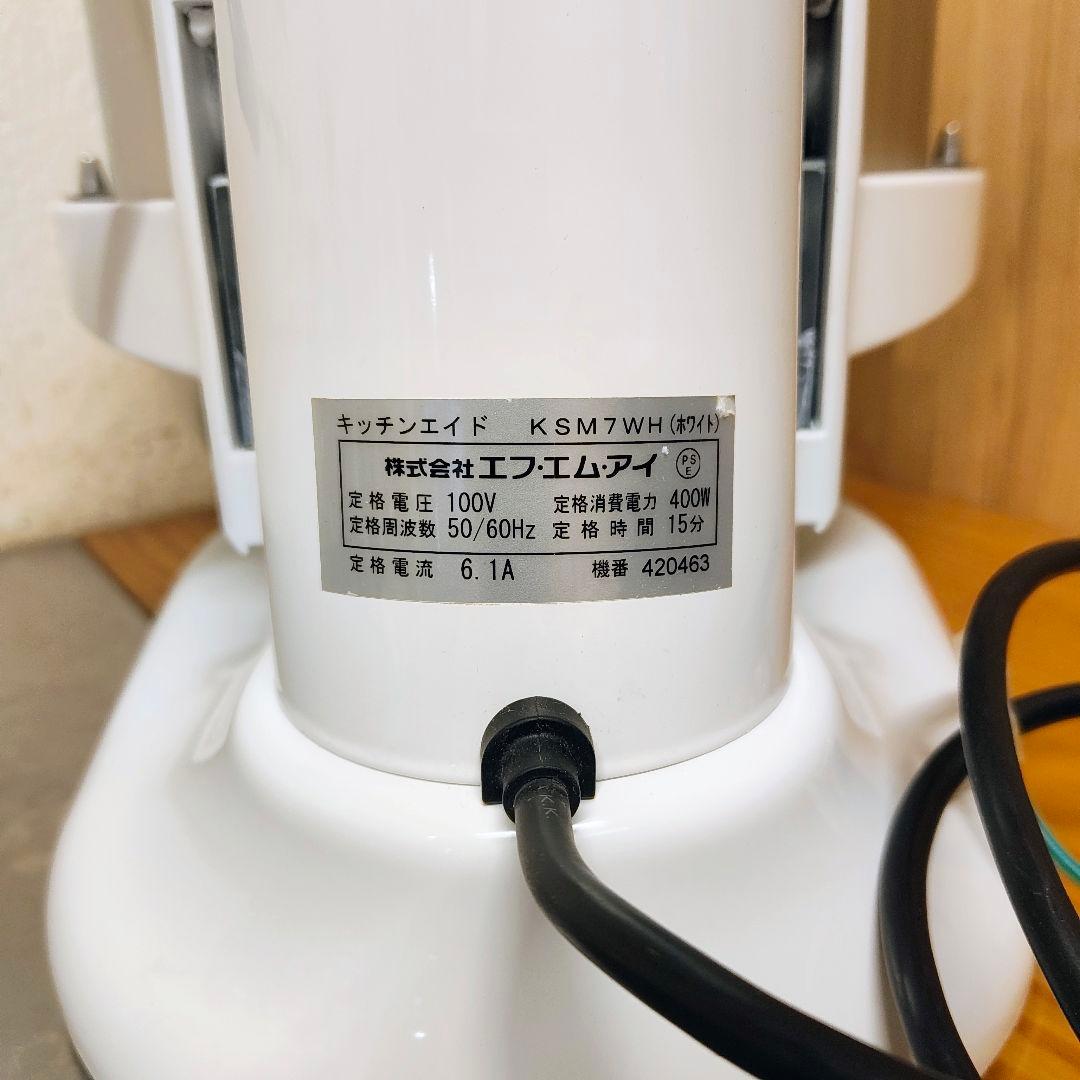 キッチンエイド KSM7WH(ホワイト)
株式会社 エフ・エム・アイ PSE
定格電圧 100V 定格消費電力 400W
定格周波数 50/60Hz 定格時間 15分
定格電流 6.1A 機番 420463
KK